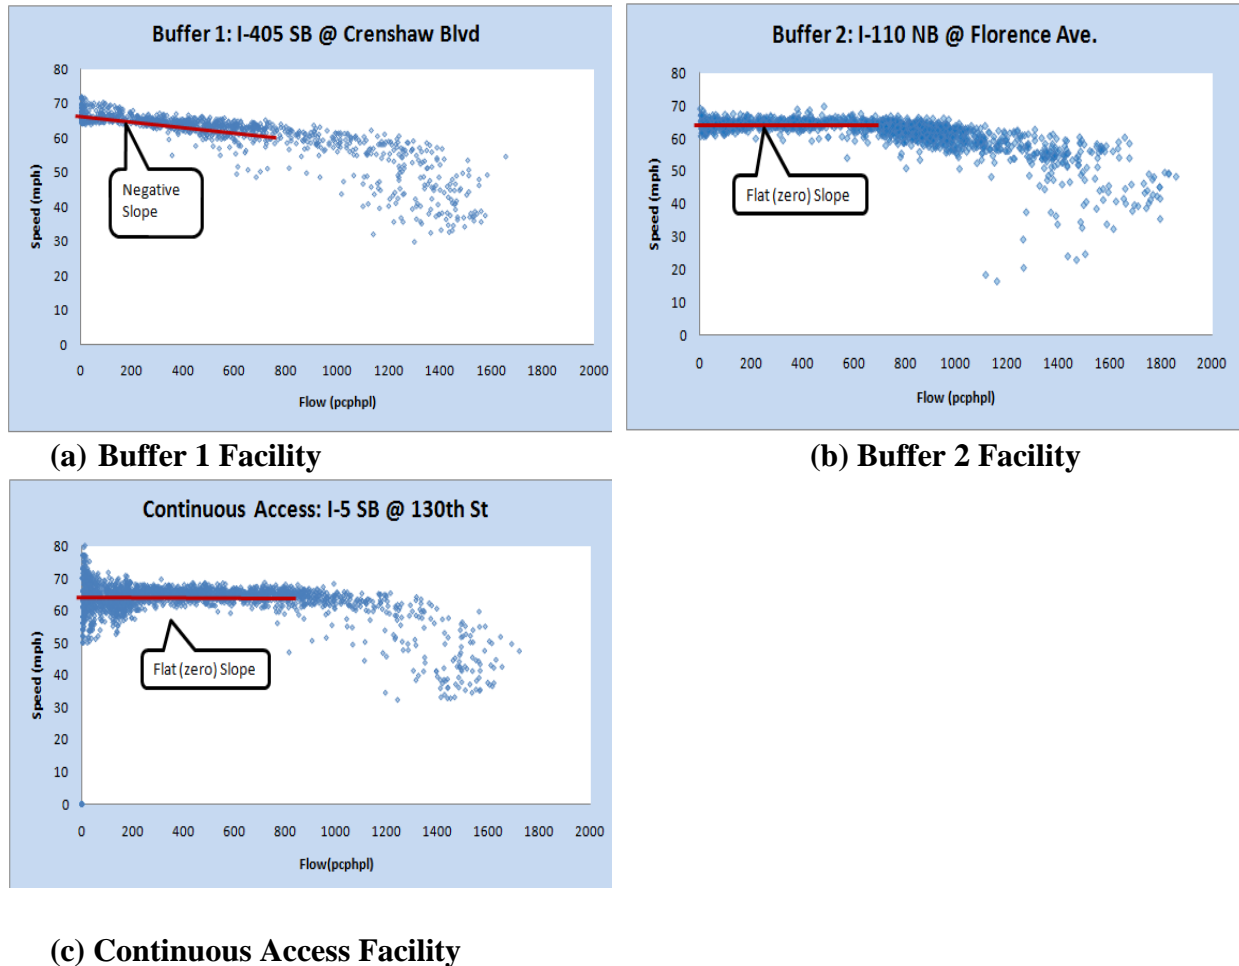 Buffer 1: I-405 SB @ Crenshaw Blvd
80
70
60
50
40
30
20
10
0
Speed (mph)
Negative
Slope
0 200 400 600 800 1000 1200 1400 1600 1800 2000
Flow (pcphpl)
(a) Buffer 1 Facility
Buffer 2: I-110 NB @ Florence Ave.
80
70
60
50
40
30
20
10
0
Speed (mph)
Flat (zero) Slope
0 200 400 600 800 1000 1200 1400 1600 1800 2000
Flow (pcphpl)
(b) Buffer 2 Facility
Continuous Access: I-5 SB @ 130th St
80
70
60
50
40
30
20
10
0
Speed (mph)
Flat (zero) Slope
0 200 400 600 800 1000 1200 1400 1600 1800 2000
Flow(pcphpl)
(c) Continuous Access Facility